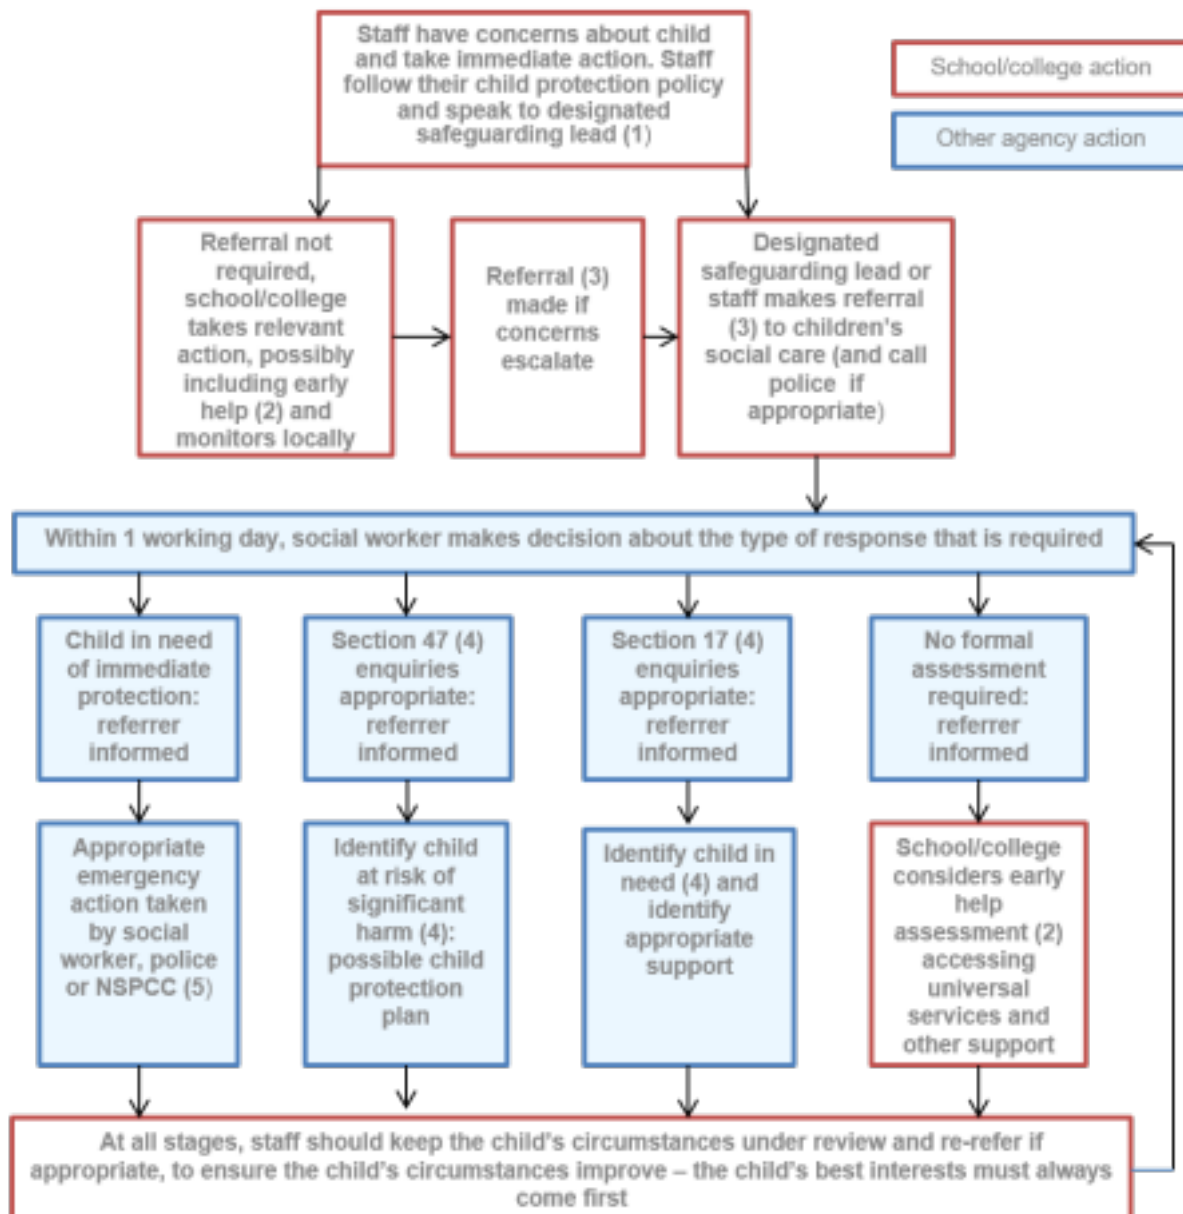 Staff have concerns about child
and take immediate action. Staff
follow their child protection policy
and speak to designated
safeguarding lead (1)
School/college action
Other agency action
Referral not
required,
school/college
takes relevant
action, possibly
including early
help (2) and
monitors locally
Referral (3)
made if
concerns
escalate
Designated
safeguarding lead or
staff makes referral
(3) to children's
social care (and call
police if
appropriate)
Within 1 working day, social worker makes decision about the type of response that is required
Child in need
of immediate
protection:
referrer
informed
Section 47 (4)
enquiries
appropriate:
referrer
informed
Section 17 (4)
enquiries
appropriate:
referrer
informed
No formal
assessment
required:
referrer
informed
Appropriate
emergency
action taken
by social
worker, police
or NSPCC (5)
Identify child
at risk of
significant
harm (4):
possible child
protection
plan
Identify child in
need (4) and
identify
appropriate
support
School/college
considers early
help
assessment (2)
accessing
universal
services and
other support
At all stages, staff should keep the child's circumstances under review and re-refer if
appropriate, to ensure the child's circumstances improve – the child's best interests must always
come first